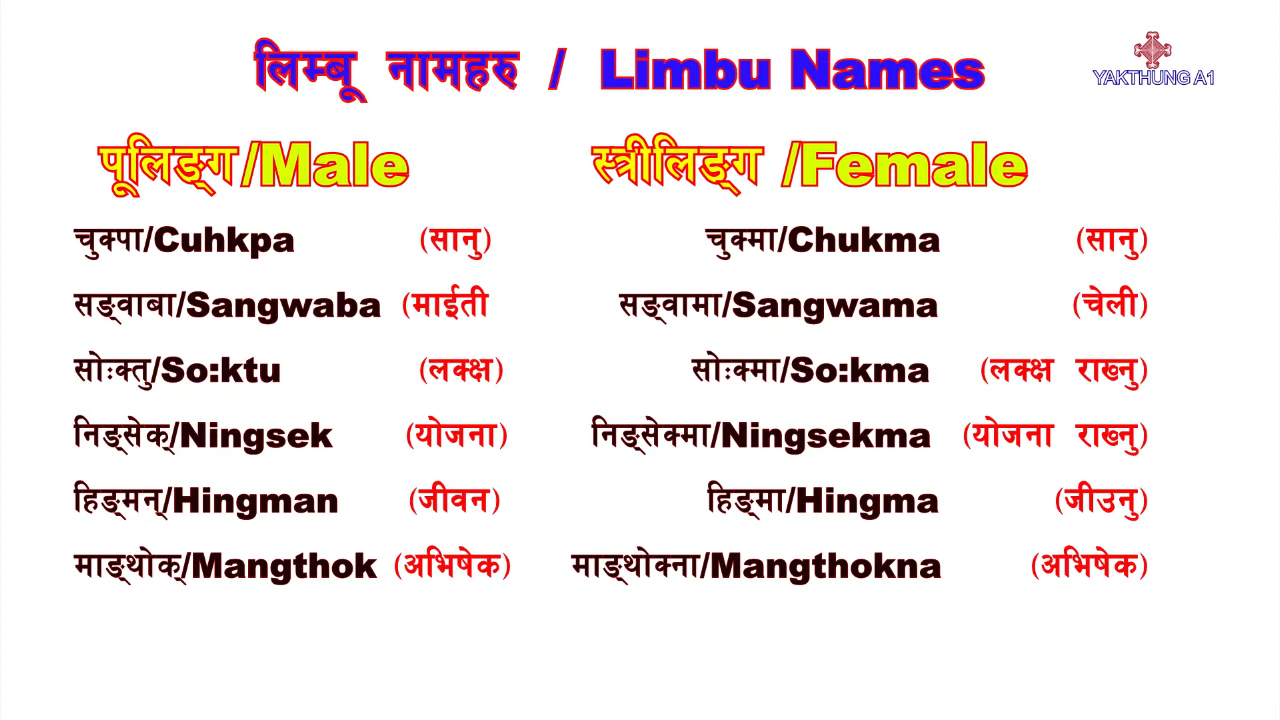 लिम्बू नामहरु / Limbu Names
YAKTHUNG A1
पूलिङ्ग/Male स्त्रीलिङ्ग /Female
चुक्पा/Cuhkpa (सानु) चुक्मा/Chukma (सानु)
सङ्वाबा/Sangwaba (माईती सङ्वामा/Sangwama (चेली)
सोःक्तु/So:ktu (लक्ष) सोःक्मा/So:kma (लक्ष राख्नु)
निङ्सेक्/Ningsek (योजना) निङ्सेक्मा/Ningsekma (योजना राख्नु)
हिङ्मन्/Hingman (जीवन) हिङ्मा/Hingma (जीउनु)
माङ्थोक्/Mangthok (अभिषेक) माङ्थोक्ना/Mangthokna (अभिषेक)